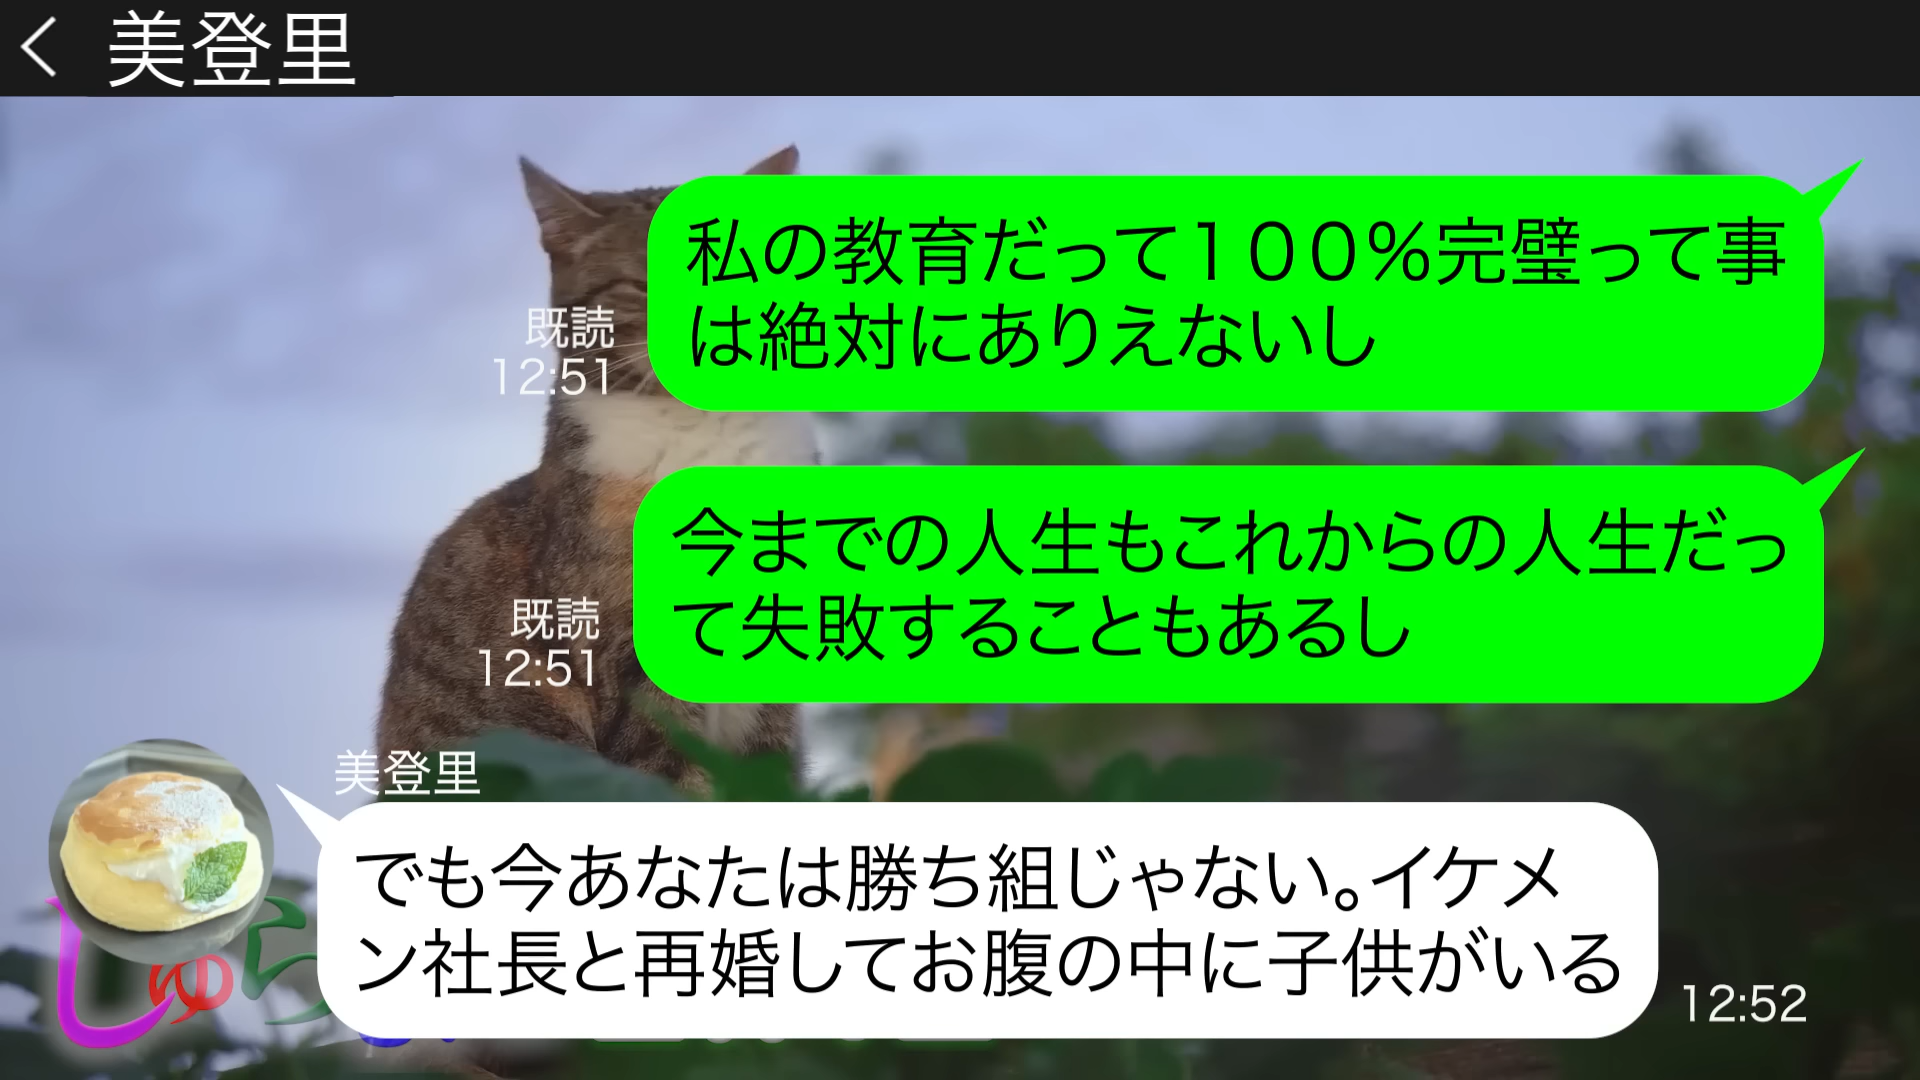 美登里
私の教育だって１００％完璧って事
は絶対にありえないし
既読
12:51
今までの人生もこれからの人生だっ
て失敗することもあるし
既読
12:51
美登里
でも今あなたは勝ち組じゃない。イケメ
ン社長と再婚してお腹の中に子供がいる
12:52
しゅら